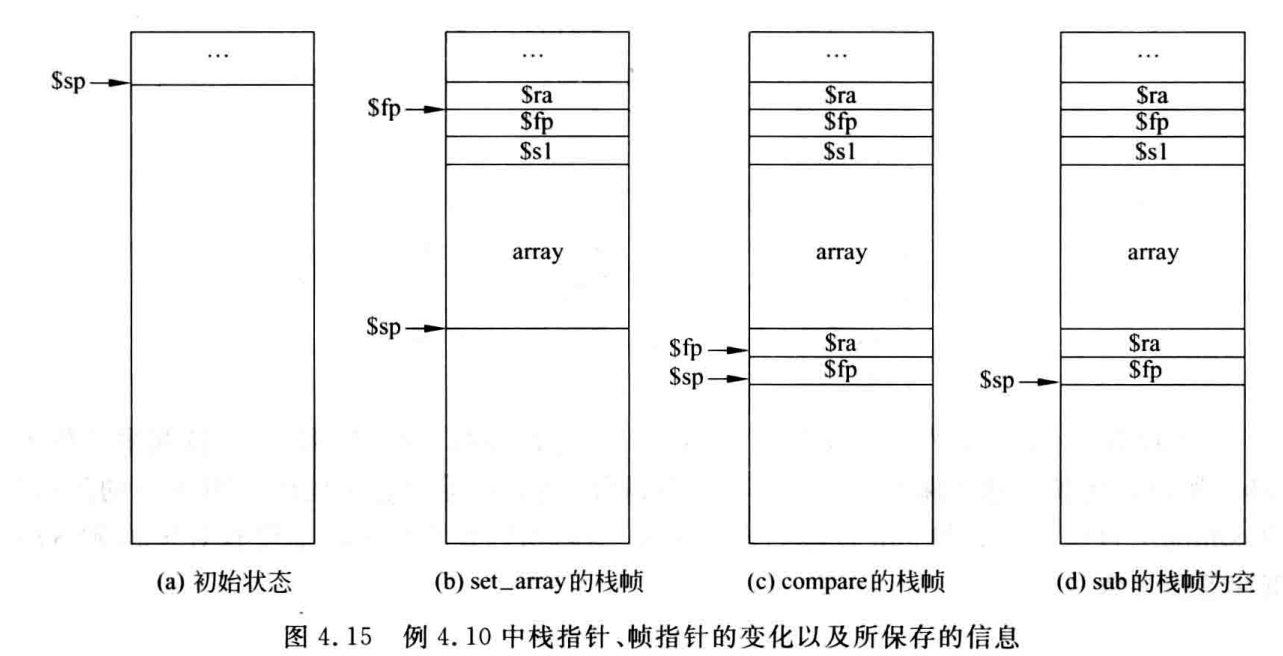 … … … …
$sp
$ra $ra $ra
$fp
$fp $fp $fp
$s1 $s1 $s1
array array array
$sp
$fp $ra $ra
$sp $fp $sp $fp
(a) 初始状态 (b) set_array的栈帧 (c) compare的栈帧 (d) sub的栈帧为空
图 4.15 例 4.10 中栈指针、帧指针的变化以及所保存的信息